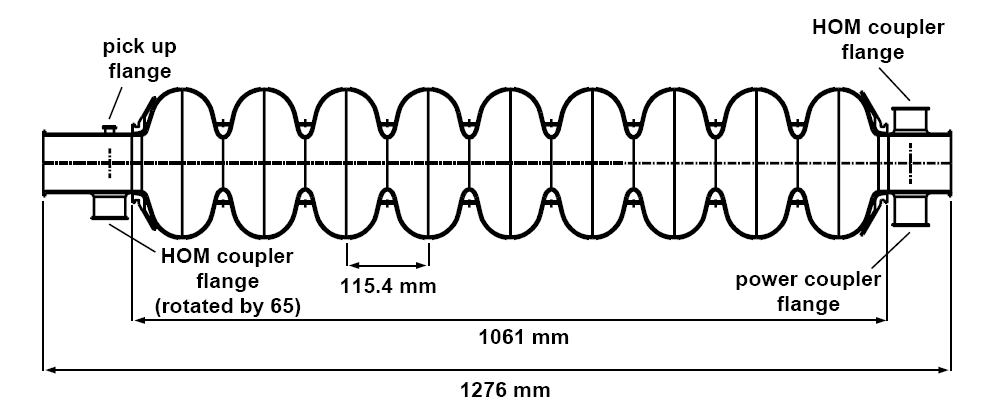 HOM coupler
flange
pick up
flange
HOM coupler
flange
(rotated by 65)
115.4 mm
power coupler
flange
1061 mm
1276 mm